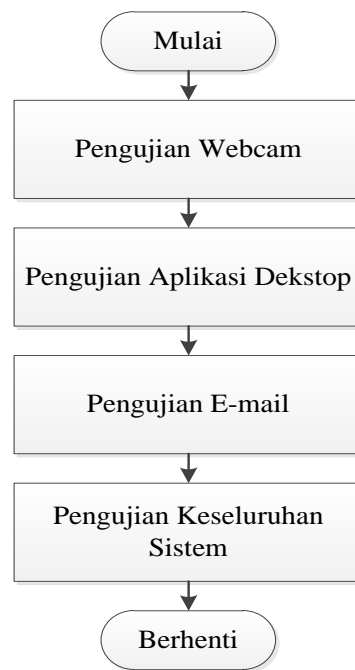 Mulai
Pengujian Webcam
Pengujian Aplikasi Dekstop
Pengujian E-mail
Pengujian Keseluruhan
Sistem
Berhenti